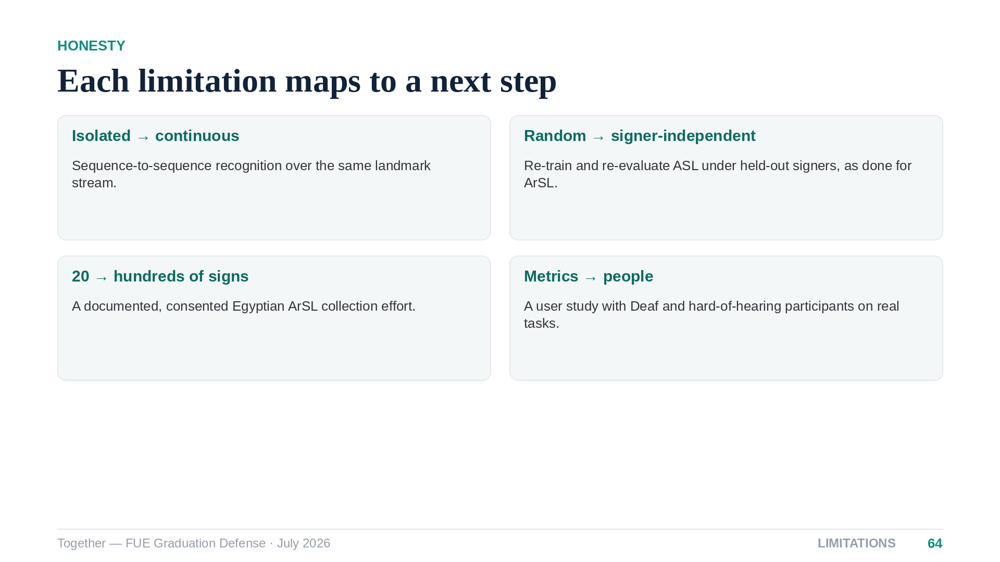 HONESTY
Each limitation maps to a next step
Isolated → continuous
Sequence-to-sequence recognition over the same landmark
stream.
Random → signer-independent
Re-train and re-evaluate ASL under held-out signers, as done for
ArSL.
20 → hundreds of signs
A documented, consented Egyptian ArSL collection effort.
Metrics → people
A user study with Deaf and hard-of-hearing participants on real
tasks.
Together — FUE Graduation Defense · July 2026
LIMITATIONS 64